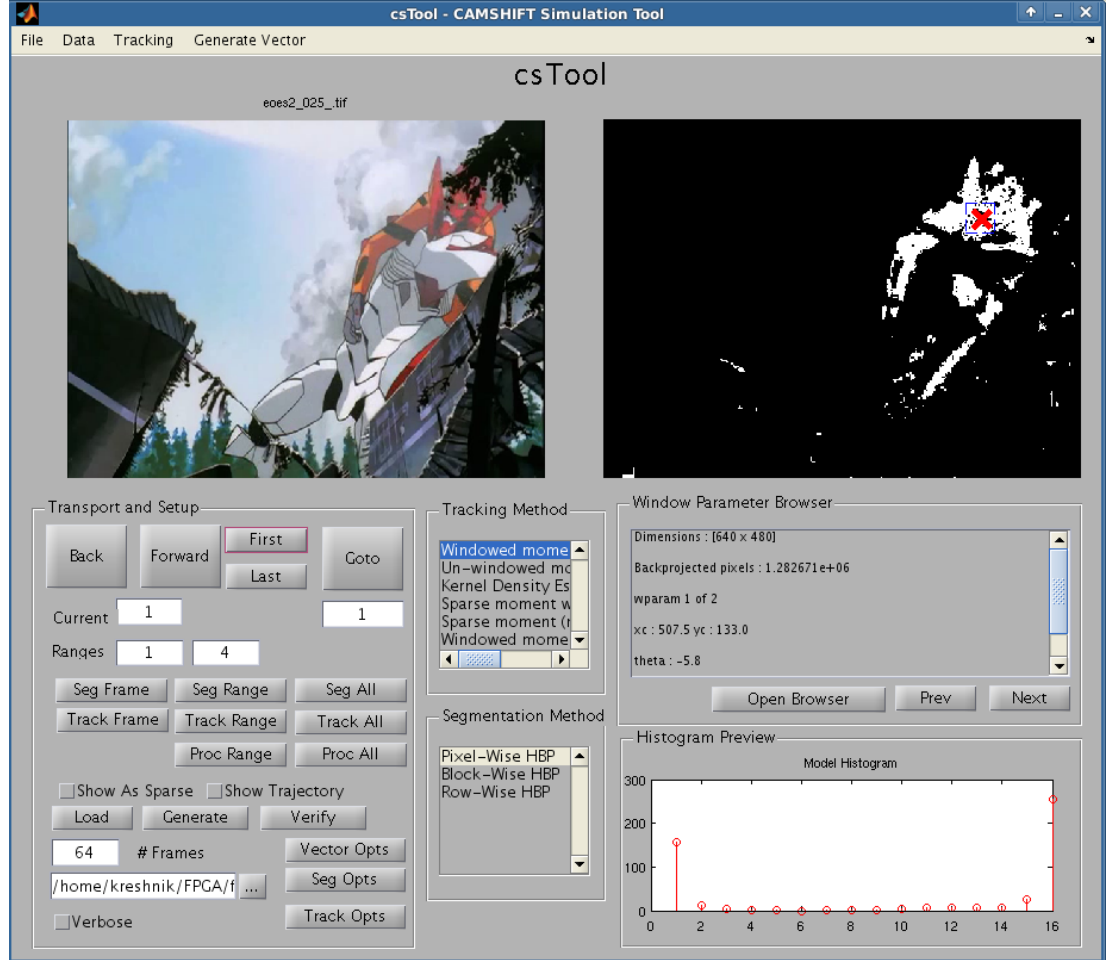 csTool - CAMSHIFT Simulation Tool
File Data Tracking Generate Vector
csTool
eoes2_025_.tif
Transport and Setup
Back Forward First Goto
Last
Current 1 1
Ranges 1 4
Seg Frame Seg Range Seg All
Track Frame Track Range Track All
Proc Range Proc All
Show As Sparse Show Trajectory
Load Generate Verify
64 # Frames Vector Opts
/home/kreshnik/FPGA/f ... Seg Opts
Verbose Track Opts
Tracking Method
Windowed mome
Un-windowed mc
Kernel Density Es
Sparse moment w
Sparse moment (r
Windowed mome
Segmentation Method
Pixel-Wise HBP
Block-Wise HBP
Row-Wise HBP
Window Parameter Browser
Dimensions : [640 x 480]
Backprojected pixels : 1.282671e+06
wparam 1 of 2
xc : 507.5 yc : 133.0
theta : -5.8
Open Browser Prev Next
Histogram Preview
Model Histogram
300
200
100
0
0 2 4 6 8 10 12 14 16